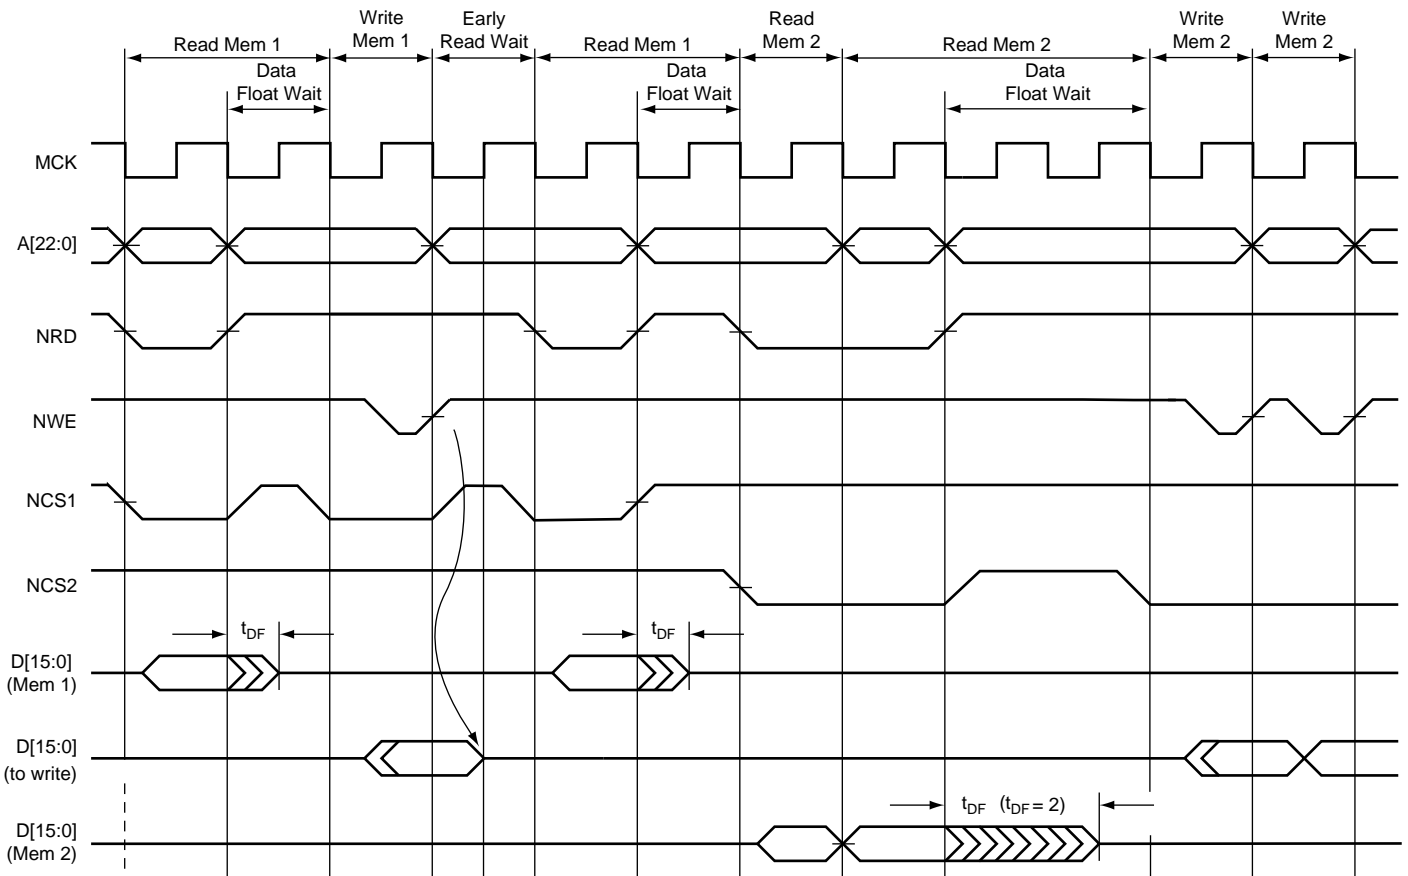 Write Early Read Write Write
Read Mem 1 Mem 1 Read Wait Read Mem 1 Mem 2 Read Mem 2 Mem 2 Mem 2
Data Data Data
Float Wait Float Wait Float Wait
MCK
A[22:0]
NRD
NWE
NCS1
NCS2
tDF tDF
D[15:0]
(Mem 1)
D[15:0]
(to write)
tDF (tDF = 2)
D[15:0]
(Mem 2)